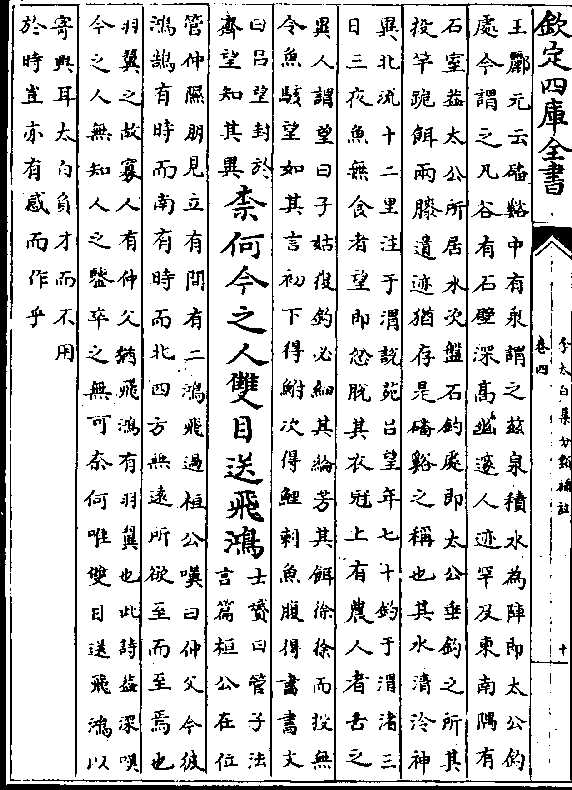 欽定四庫全書
李太白集分類補註
卷四
十
王酈元云磻谿中有泉謂之茲泉積水為陣即太公釣
處今謂之凡谷有石壁深高幽邃人迹罕及東南隅有
石室蓋太公所居水次盤石釣處即太公垂釣之所其
投竿跪餌兩膝遺迹猶存是磻谿之稱也其水清泠神
異北流十二里注于渭說苑呂望年七十釣于渭渚三
日三夜魚無食者望即忿脫其衣冠上有農人者古之
異人謂望曰子姑復釣必細其綸芳其餌徐徐而投無
令魚駭望如其言初下得鮒次得鯉刺魚腹得書書文
曰呂望封於
齊望知其異
柰何今之人雙目送飛鴻
士贇曰管子法
言篇桓公在位
管仲隰朋見立有間有二鴻飛過桓公嘆曰仲父今彼
鴻鵠有時而南有時而北四方無遠所欲至而至焉也
羽翼之故寡人有仲父猶飛鴻有羽翼也此詩蓋深嘆
今之人無知人之鑒卒之無可奈何唯雙目送飛鴻以
寄興耳太白負才而不用
於時豈亦有感而作乎